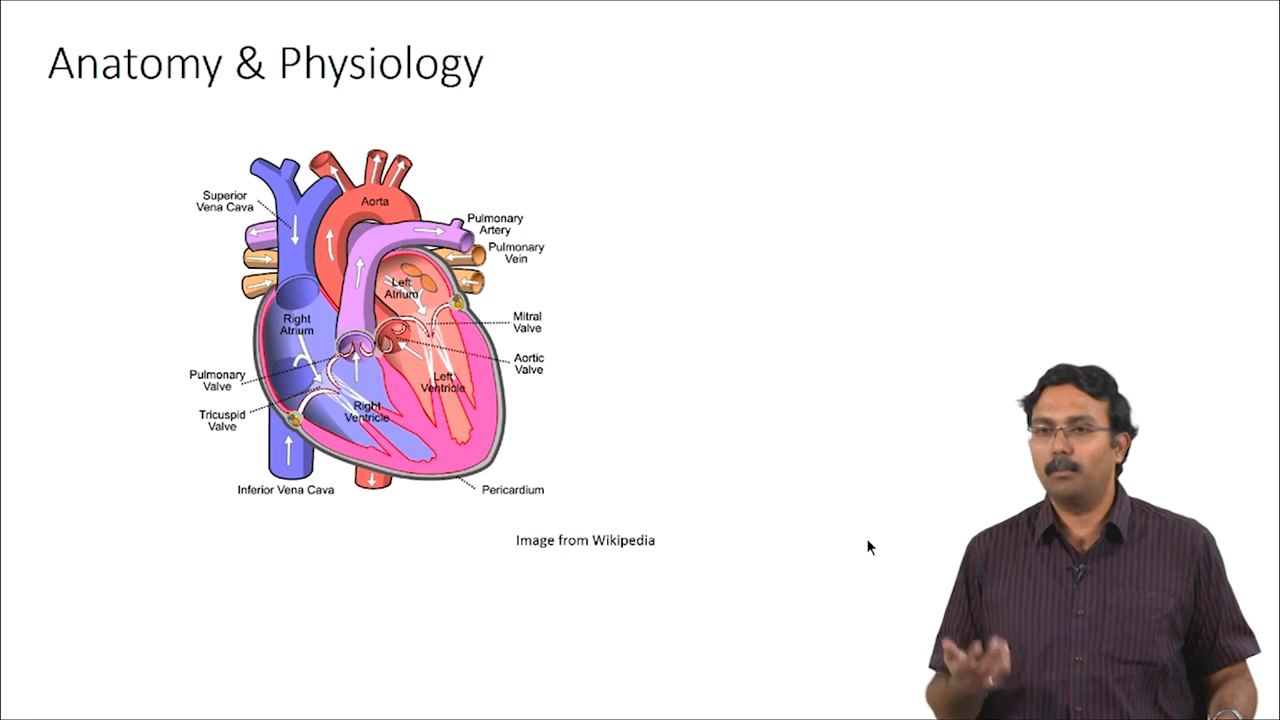 Anatomy & Physiology
Superior
Vena Cava
Aorta
Pulmonary
Artery
Pulmonary
Vein
Left
Atrium
Right
Atrium
Mitral
Valve
Aortic
Valve
Pulmonary
Valve
Left
Ventricle
Tricuspid
Valve
Right
Ventricle
Inferior Vena Cava
Pericardium
Image from Wikipedia